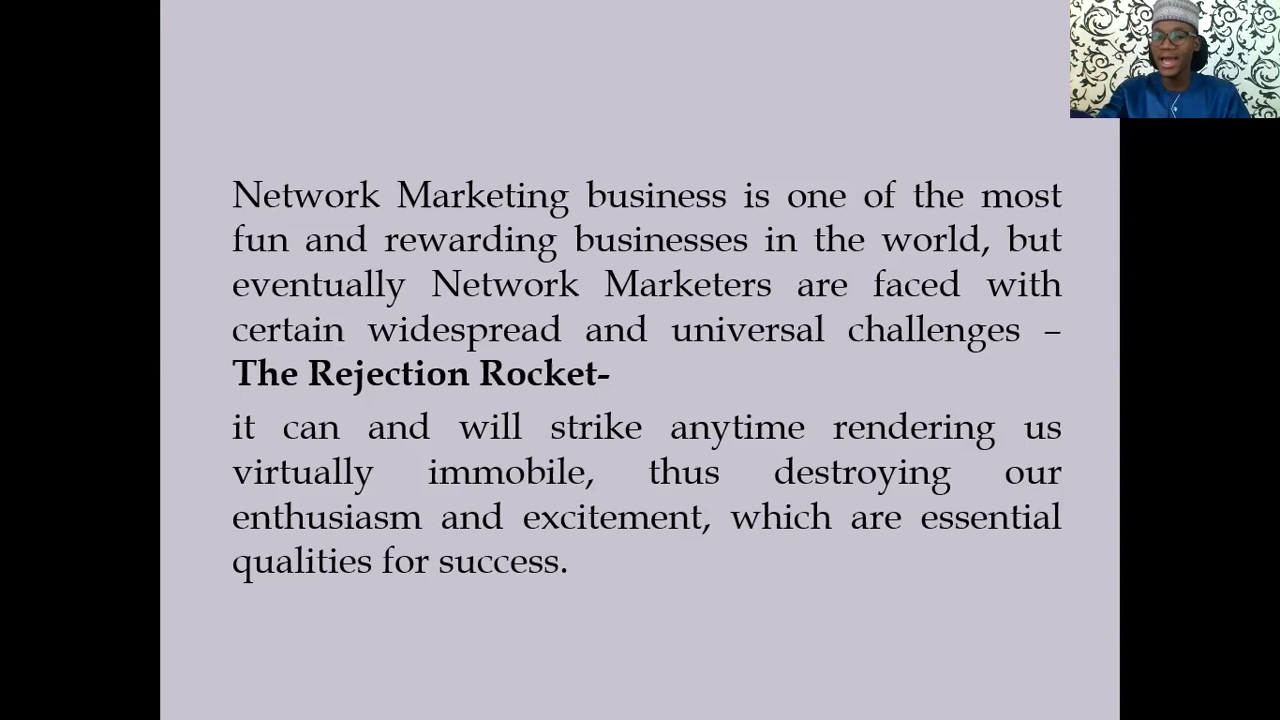 Network Marketing business is one of the most
fun and rewarding businesses in the world, but
eventually Network Marketers are faced with
certain widespread and universal challenges –
The Rejection Rocket-
it can and will strike anytime rendering us
virtually immobile, thus destroying our
enthusiasm and excitement, which are essential
qualities for success.